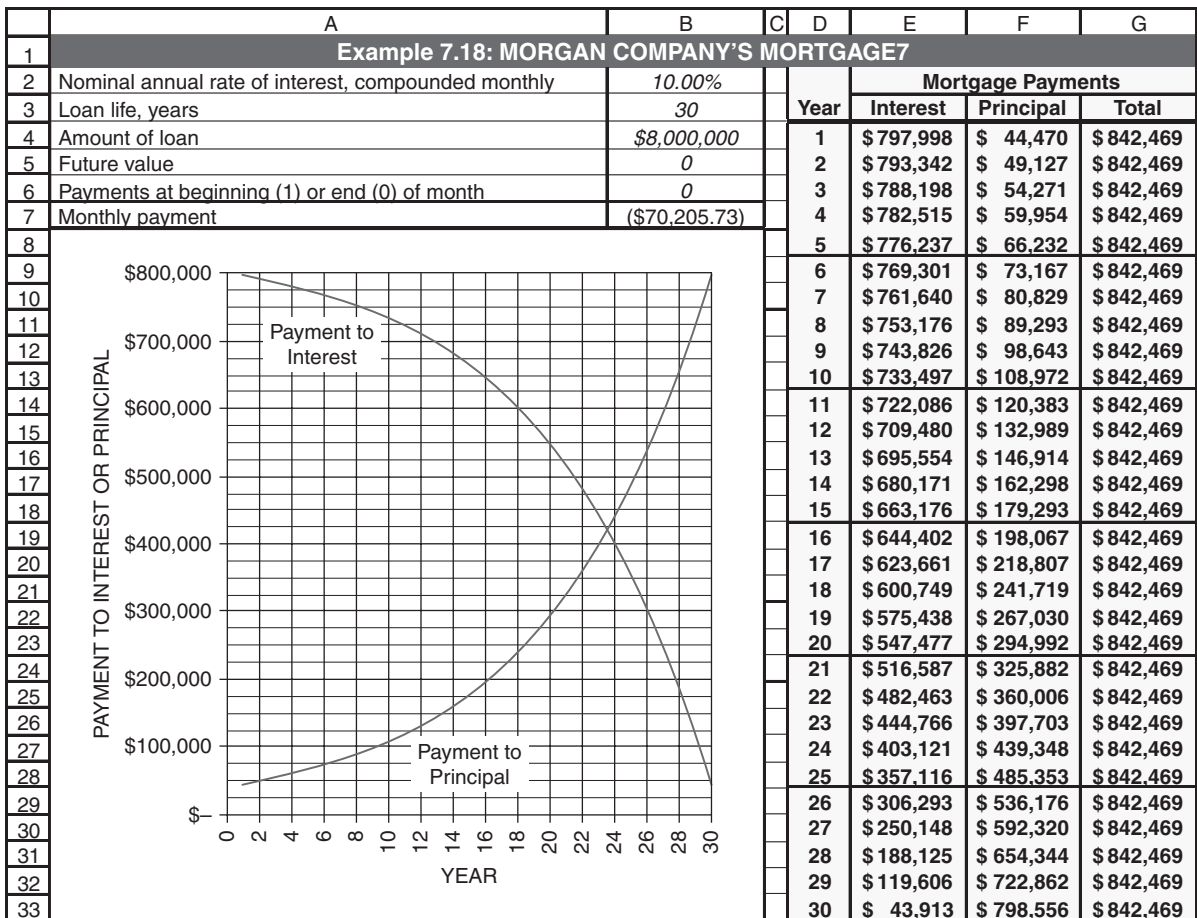 A B C D E F G
1 Example 7.18: MORGAN COMPANY'S MORTGAGE7
2 Nominal annual rate of interest, compounded monthly 10.00% Mortgage Payments
3 Loan life, years 30 Year Interest Principal Total
4 Amount of loan $8,000,000 1 $797,998 $ 44,470 $842,469
5 Future value 0 2 $793,342 $ 49,127 $842,469
6 Payments at beginning (1) or end (0) of month 0 3 $788,198 $ 54,271 $842,469
7 Monthly payment ($70,205.73) 4 $782,515 $ 59,954 $842,469
8 5 $776,237 $ 66,232 $842,469
9 6 $769,301 $ 73,167 $842,469
10 7 $761,640 $ 80,829 $842,469
11 8 $753,176 $ 89,293 $842,469
12 9 $743,826 $ 98,643 $842,469
13 10 $733,497 $ 108,972 $842,469
14 11 $722,086 $ 120,383 $842,469
15 12 $709,480 $ 132,989 $842,469
16 13 $695,554 $ 146,914 $842,469
17 14 $680,171 $ 162,298 $842,469
18 15 $663,176 $ 179,293 $842,469
19 16 $644,402 $ 198,067 $842,469
20 17 $623,661 $ 218,807 $842,469
21 18 $600,749 $ 241,719 $842,469
22 19 $575,438 $ 267,030 $842,469
23 20 $547,477 $ 294,992 $842,469
24 21 $516,587 $ 325,882 $842,469
25 22 $482,463 $ 360,006 $842,469
26 23 $444,766 $ 397,703 $842,469
27 24 $403,121 $ 439,348 $842,469
28 25 $357,116 $ 485,353 $842,469
29 26 $306,293 $ 536,176 $842,469
30 27 $250,148 $ 592,320 $842,469
31 28 $188,125 $ 654,344 $842,469
32 29 $119,606 $ 722,862 $842,469
33 30 $ 43,913 $ 798,556 $842,469
PAYMENT TO INTEREST OR PRINCIPAL
$800,000
$700,000
$600,000
$500,000
$400,000
$300,000
$200,000
$100,000
$–
Payment to
Interest
Payment to
Principal
0 2 4 6 8 10 12 14 16 18 20 22 24 26 28 30
YEAR